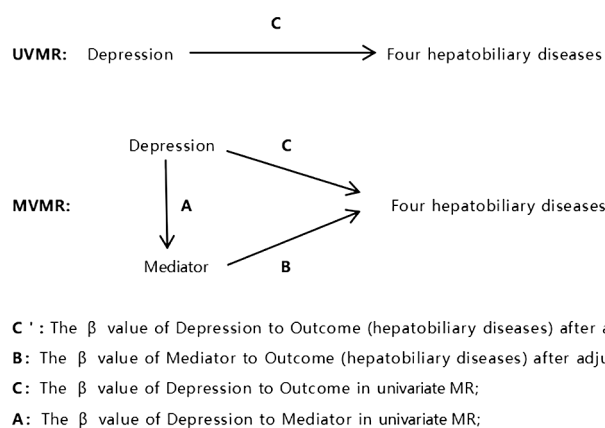 C
UVMR: Depression Four hepatobiliary diseases
Depression C
MVMR: A Four hepatobiliary diseases
Mediator B
C ' : The β value of Depression to Outcome (hepatobiliary diseases) after
B: The β value of Mediator to Outcome (hepatobiliary diseases) after
C: The β value of Depression to Outcome in univariate MR;
A: The β value of Depression to Mediator in univariate MR;